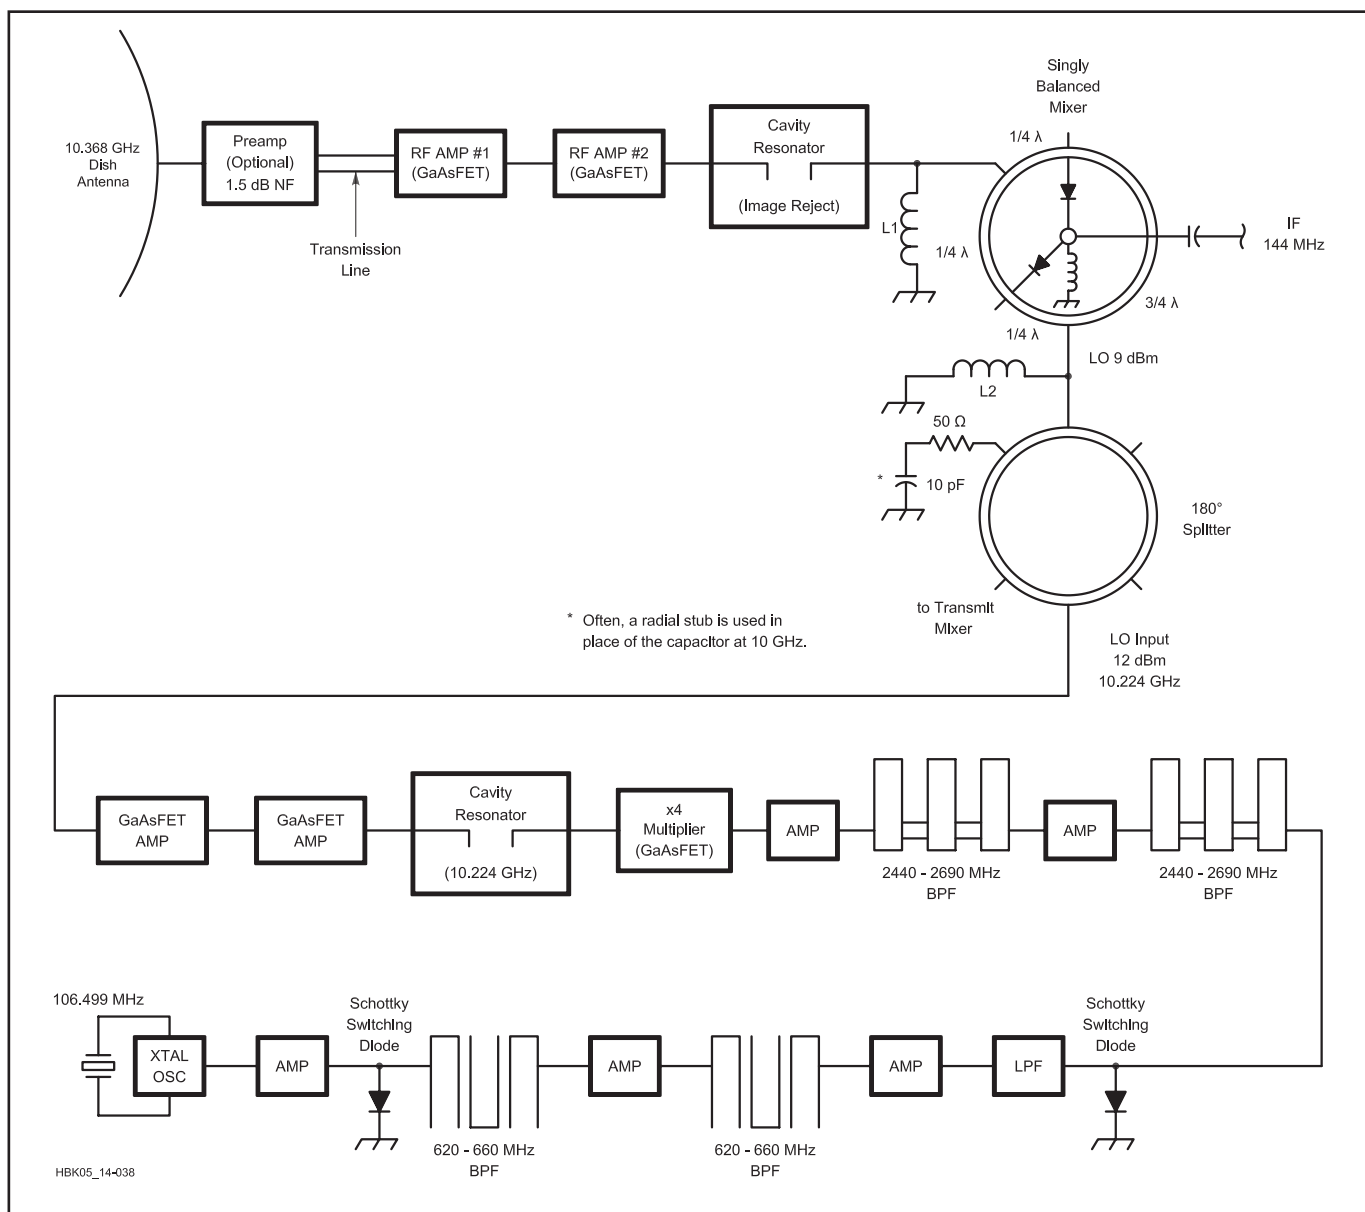 10.368 GHz
Dish
Antenna
Preamp
(Optional)
1.5 dB NF
Transmission
Line
RF AMP #1
(GaAsFET)
RF AMP #2
(GaAsFET)
Cavity
Resonator
(Image Reject)
L1
Singly
Balanced
Mixer
1/4 λ
1/4 λ
1/4 λ
3/4 λ
IF
144 MHz
LO 9 dBm
L2
50 Ω
*
10 pF
180°
Splitter
to Transmit
Mixer
* Often, a radial stub is used in
place of the capacitor at 10 GHz.
LO Input
12 dBm
10.224 GHz
GaAsFET
AMP
GaAsFET
AMP
Cavity
Resonator
(10.224 GHz)
x4
Multiplier
(GaAsFET)
AMP
2440 - 2690 MHz
BPF
AMP
2440 - 2690 MHz
BPF
106.499 MHz
XTAL
OSC
AMP
Schottky
Switching
Diode
620 - 660 MHz
BPF
AMP
620 - 660 MHz
BPF
AMP
LPF
Schottky
Switching
Diode
HBK05_14-038